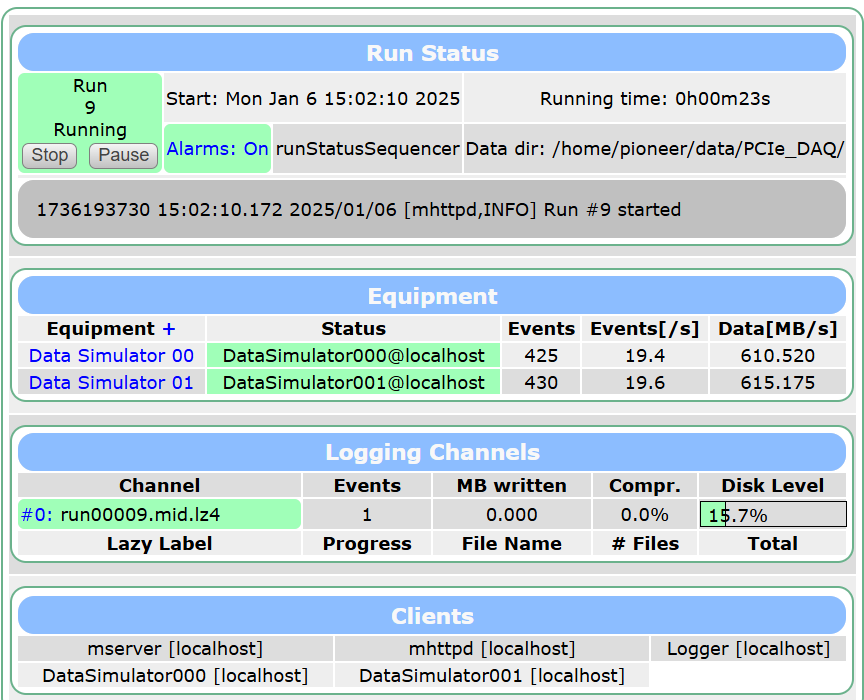 Run Status
Run
9
Running
Stop Pause
Start: Mon Jan 6 15:02:10 2025 Running time: 0h00m23s
Alarms: On runStatusSequencer Data dir: /home/pioneer/data/PCIe_DAQ/
1736193730 15:02:10.172 2025/01/06 [mhttpd,INFO] Run #9 started
Equipment
Equipment + Status Events Events[/s] Data[MB/s]
Data Simulator 00 DataSimulator000@localhost 425 19.4 610.520
Data Simulator 01 DataSimulator001@localhost 430 19.6 615.175
Logging Channels
Channel Events MB written Compr. Disk Level
#0: run00009.mid.lz4 1 0.000 0.0% 15.7%
Lazy Label Progress File Name # Files Total
Clients
mserver [localhost] mhttpd [localhost] Logger [localhost]
DataSimulator000 [localhost] DataSimulator001 [localhost]